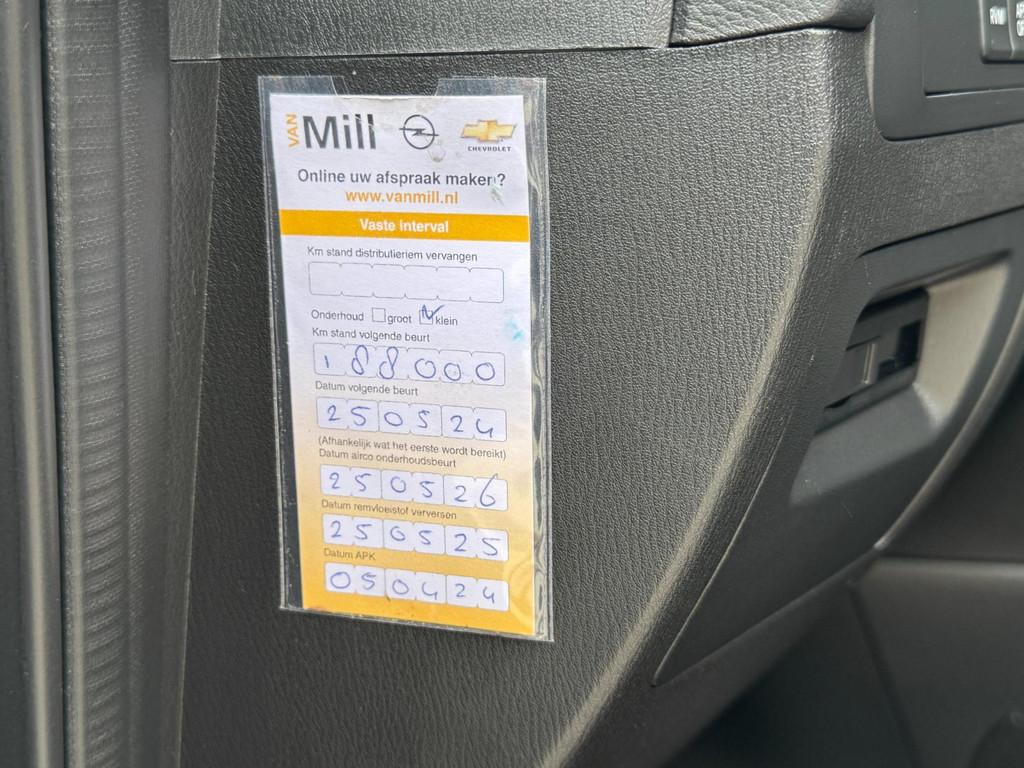 VAN Mill
CHEVROLET
Online uw afspraak maken?
www.vanmill.nl
Vaste interval
Km stand distributieriem vervangen
Onderhoud groot klein
Km stand volgende beurt
188000
Datum volgende beurt
250524
(Afhankelijk wat het eerste wordt bereikt)
Datum airco onderhoudsbeurt
250526
Datum remvloeistof verversen
250525
Datum APK
050424